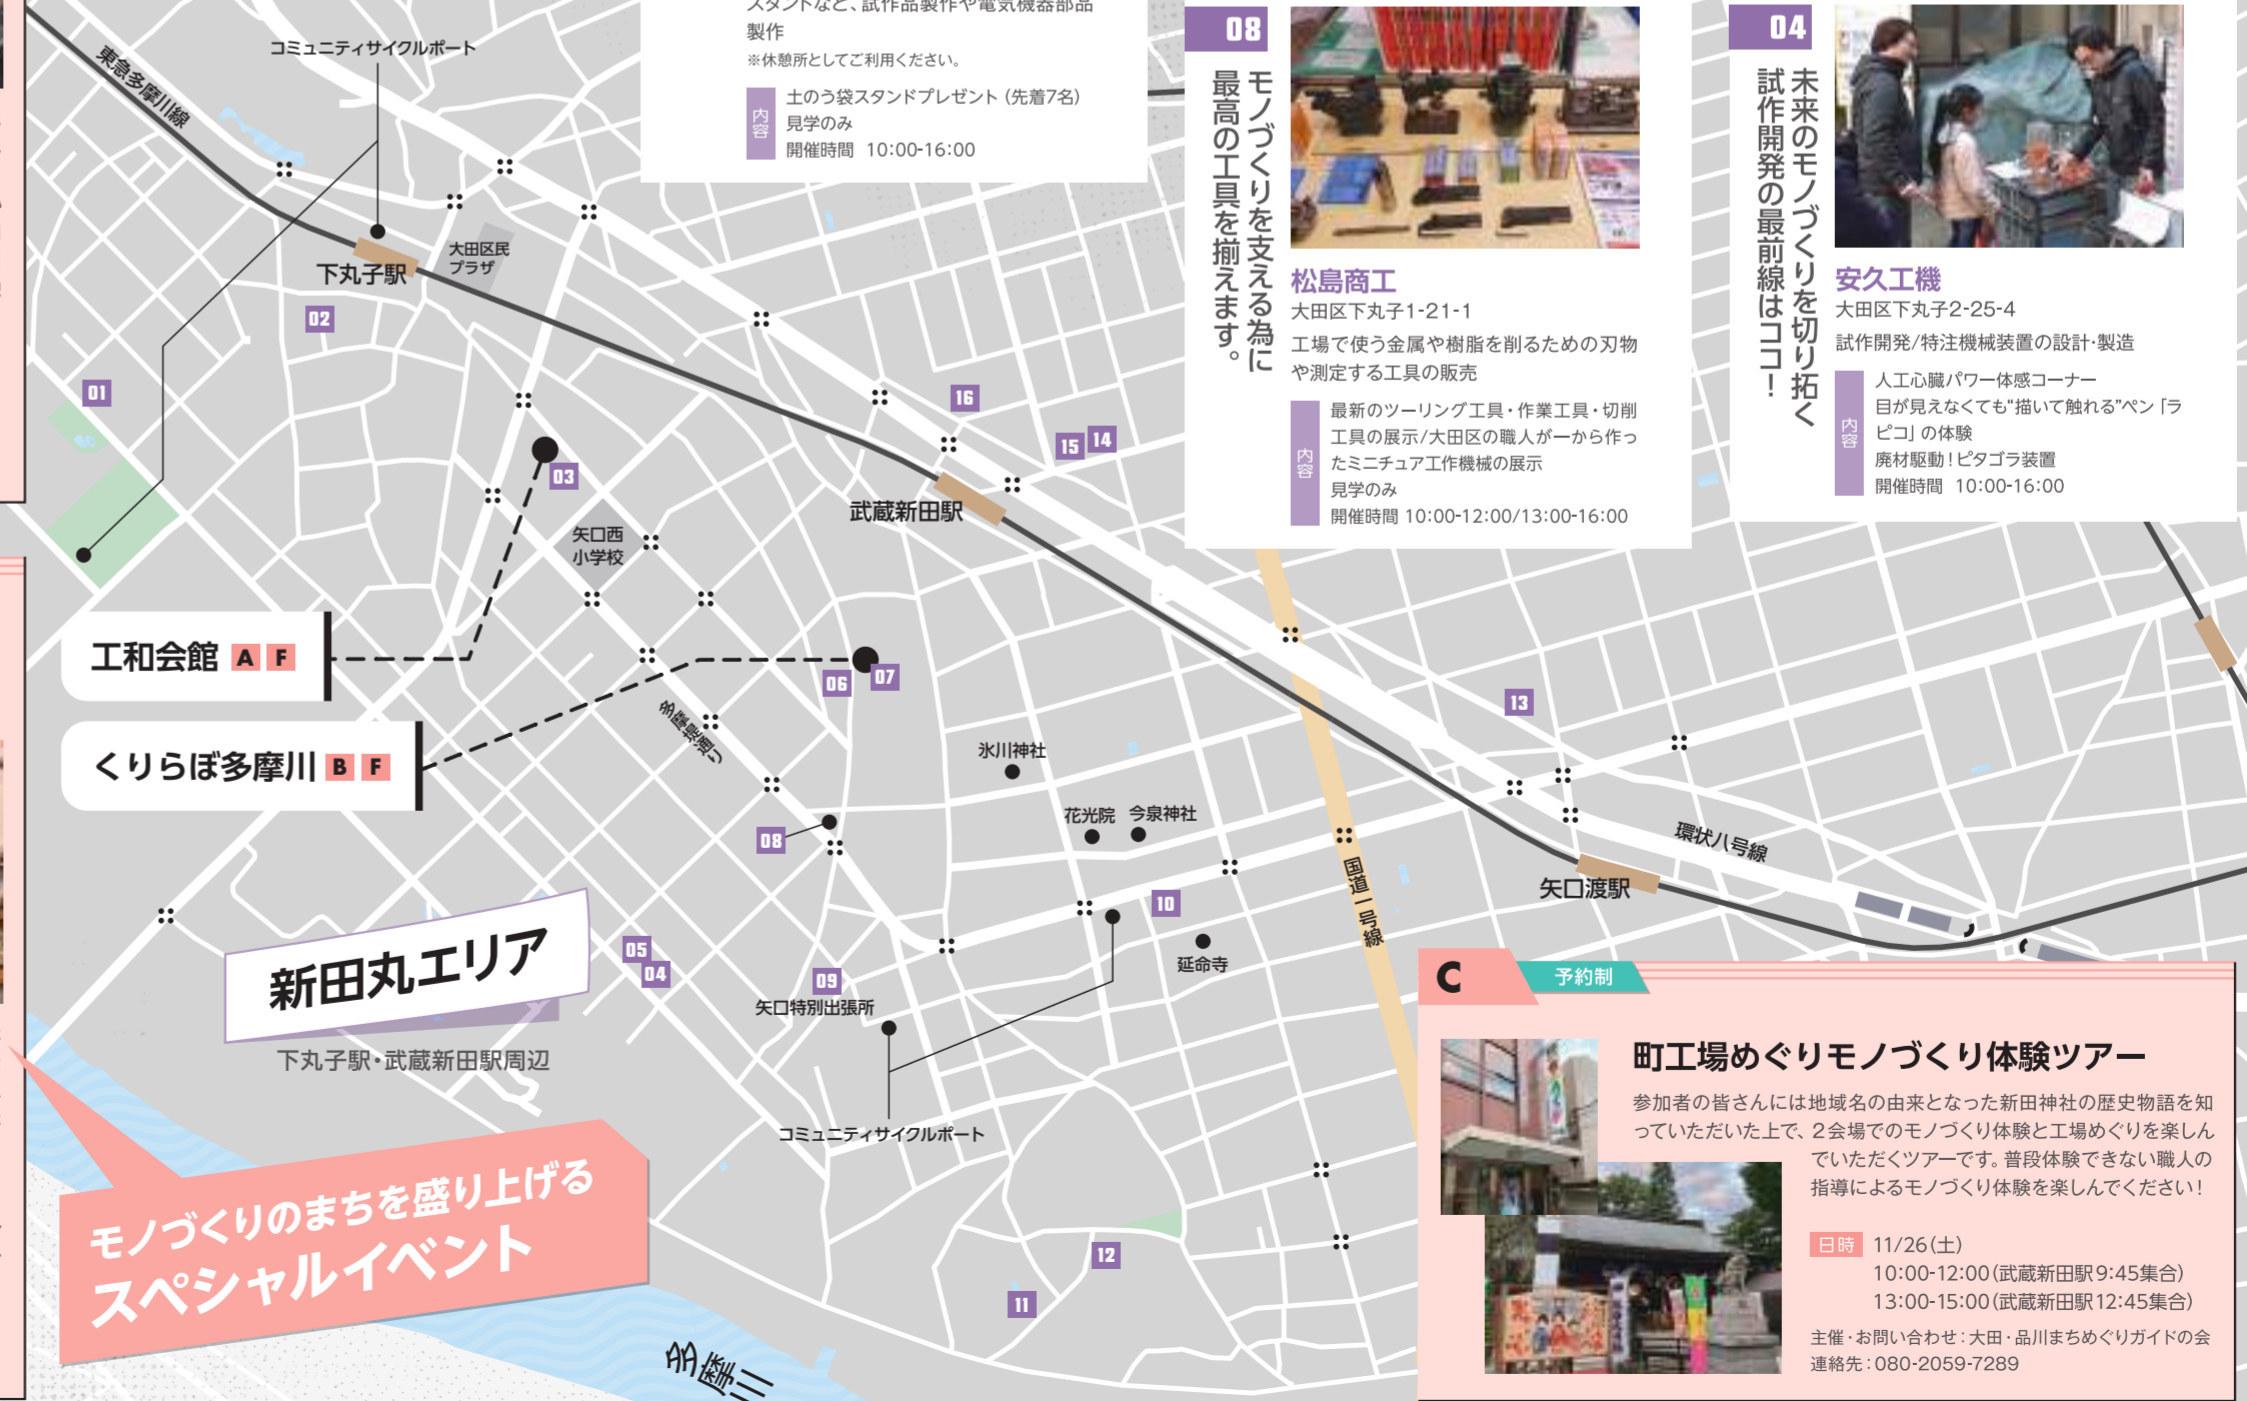 スタンドなど、試作品製作や電気機器部品
製作
※休憩所としてご利用ください。
内容
土のう袋スタンドプレゼント（先着7名）
見学のみ
開催時間 10:00-16:00
08
モノづくりを支える為に
最高の工具を揃えます。
松島商工
大田区下丸子1-21-1
工場で使う金属や樹脂を削るための刃物
や測定する工具の販売
内容
最新のツーリング工具・作業工具・切削
工具の展示/大田区の職人が一から作っ
たミニチュア工作機械の展示
見学のみ
開催時間 10:00-12:00/13:00-16:00
04
未来のモノづくりを切り拓く
試作開発の最前線はココ！
安久工機
大田区下丸子2-25-4
試作開発/特注機械装置の設計・製造
内容
人工心臓パワー体感コーナー
目が見えなくても“描いて触れる”ペン「ラ
ピコ」の体験
廃材駆動！ピタゴラ装置
開催時間 10:00-16:00
コミュニティサイクルポート
東急多摩川線
下丸子駅
大田区民
プラザ
02
01
16
15
14
03
武蔵新田駅
矢口西
小学校
工和会館 A F
くりらぼ多摩川 B F
06
07
多摩堤通り
13
氷川神社
花光院
今泉神社
08
環状八号線
矢口渡駅
国道一号線
10
延命寺
新田丸エリア
下丸子駅・武蔵新田駅周辺
05
04
09
矢口特別出張所
コミュニティサイクルポート
12
11
多摩川
モノづくりのまちを盛り上げる
スペシャルイベント
C
予約制
町工場めぐりモノづくり体験ツアー
参加者の皆さんには地域名の由来となった新田神社の歴史物語を知
っていただいた上で、2会場でのモノづくり体験と工場めぐりを楽しん
でいただくツアーです。普段体験できない職人の
指導によるモノづくり体験を楽しんでください！
日時 11/26（土）
10:00-12:00（武蔵新田駅9:45集合）
13:00-15:00（武蔵新田駅12:45集合）
主催・お問い合わせ：大田・品川まちめぐりガイドの会
連絡先：080-2059-7289